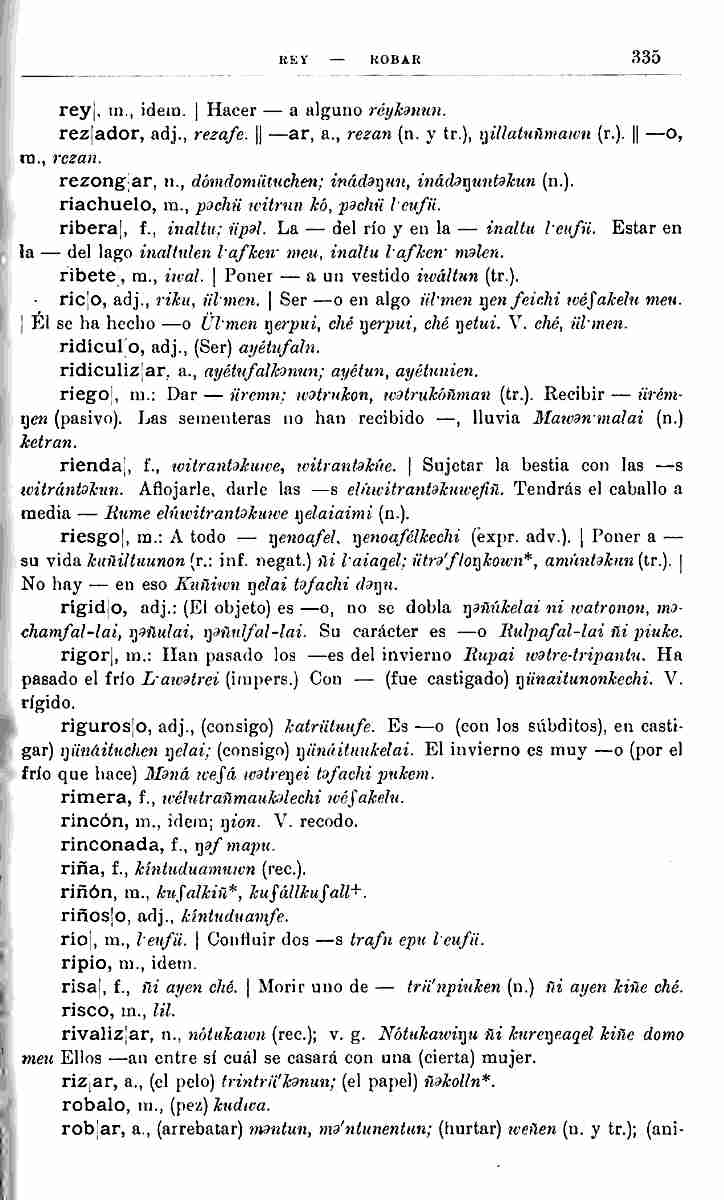 REY — ROBAR 335
rey|, m., idem. | Hacer — a alguno réykənun.
rez|ador, adj., rezafe. || —ar, a., rezan (n. y tr.), ŋillatuñmawn (r.). || —o,
m., rezan.
rezong|ar, n., dómdomiituchen; inádəŋun, inádəŋuntəkun (n.).
riachuelo, m., pəchü witrun kó, pəchü l·eufü.
ribera|, f., inaltu; üpəl. La — del río y en la — inaltu l·eufü. Estar en
la — del lago inaltulen l·afken· meu, inaltu l·afken· məlen.
ribete|, m., iwal. | Poner — a un vestido iwáltun (tr.).
ric|o, adj., riku, ül·men. | Ser —o en algo ül·men ŋen feichi wéʃakelu meu.
| Él se ha hecho —o Ül·men ŋerpui, ché ŋerpui, ché ŋetui. V. ché, ül·men.
ridícul|o, adj., (Ser) ayétufaln.
ridiculiz|ar, a., ayétufalkənun; ayétun, ayétunien.
riego|, m.: Dar — üremn; wətrukon, wətrukóñman (tr.). Recibir — ürém-
ŋen (pasivo). Las sementeras no han recibido —, lluvia Mawən·malai (n.)
ketran.
rienda|, f., witrantəkuwe, witrantəkúe. | Sujetar la bestia con las —s
witrántəkun. Aflojarle, darle las —s elúwitrantəkuwefiñ. Tendrás el caballo a
media — Rume elúwitrantəkuwe ŋelaiaimi (n.).
riesgo|, m.: A todo — ŋenoafel, ŋenoafélkechi (expr. adv.). | Poner a —
su vida kuñiltuunon (r.: inf. negat.) ñi l·aiaqel; ütrə'floŋkown*, amúntəkun (tr.). |
No hay — en eso Kuñiwn ŋelai təfachi dəŋu.
rígid|o, adj.: (El objeto) es —o, no se dobla ŋəñúkelai ni watronon, mə-
chamfal-lai, ŋəñulai, ŋəñulfal-lai. Su carácter es —o Rulpafal-lai ñi piuke.
rigor|, m.: Han pasado los —es del invierno Rupai wətre-tripantu. Ha
pasado el frío L·awətrei (impers.) Con — (fue castigado) ŋünaitunonkechi. V.
rígido.
riguros|o, adj., (consigo) katrütuufe. Es —o (con los súbditos), en casti-
gar) ŋünáituchen ŋelai; (consigo) ŋünáituukelai. El invierno es muy —o (por el
frío que hace) Məná weʃá wətreŋei təfachi pukem.
rimera, f., wélutrañmaukəlechi wéʃakelu.
rincón, m., idem; ŋion. V. recodo.
rinconada, f., ŋəf mapu.
riña, f., kíntuduamuwn (rec.).
riñón, m., kuʃalkiñ*, kuʃállkuʃall+.
riños|o, adj., kíntuduamfe.
río|, m., l·eufü. | Confluir dos —s trafn epu l·eufü.
ripio, m., idem.
risa|, f., ñi ayen ché. | Morir uno de — trü'npiuken (n.) ñi ayen kiñe ché.
risco, m., lil.
rivaliz|ar, n., nótukawn (rec.); v. g. Nótukawiŋu ñi kureŋeaqel kiñe domo
meu Ellos —an entre sí cuál se casará con una (cierta) mujer.
riz|ar, a., (el pelo) trintrü'kənun; (el papel) ñəkolln*.
robalo, m., (pez) kudwa.
rob|ar, a., (arrebatar) məntun, mə'ntunentun; (hurtar) weñen (n. y tr.); (ani-